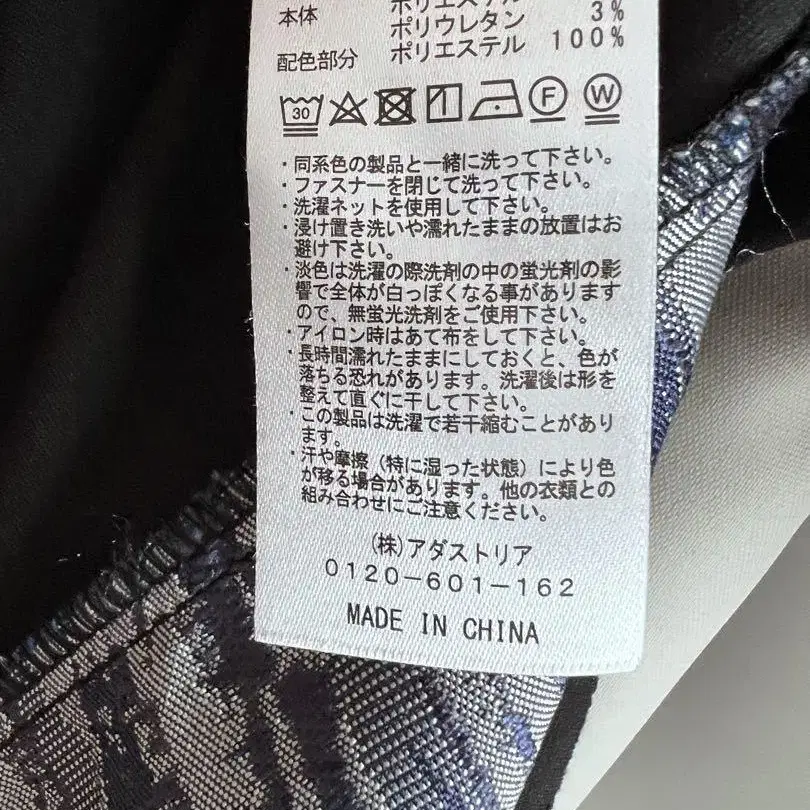 本体 ポリエステル
ポリウレタン 3%
配色部分 ポリエステル 100%
30 F W
・同系色の製品と一緒に洗って下さい。
・ファスナーを閉じて洗って下さい。
・洗濯ネットを使用して下さい。
・浸け置き洗いや濡れたままの放置はお
避け下さい。
・淡色は洗濯の際洗剤の中の蛍光剤の影
響で全体が白っぽくなる事があります
ので、無蛍光洗剤をご使用下さい。
・アイロン時はあて布をして下さい。
・長時間濡れたままにしておくと、色が
落ちる恐れがあります。洗濯後は形を
整えて直ぐに干して下さい。
・この製品は洗濯で若干縮むことがあり
ます。
・汗や摩擦（特に湿った状態）により色
が移る場合があります。他の衣類との
組み合わせにご注意ください。
(株)アダストリア
0120-601-162
MADE IN CHINA